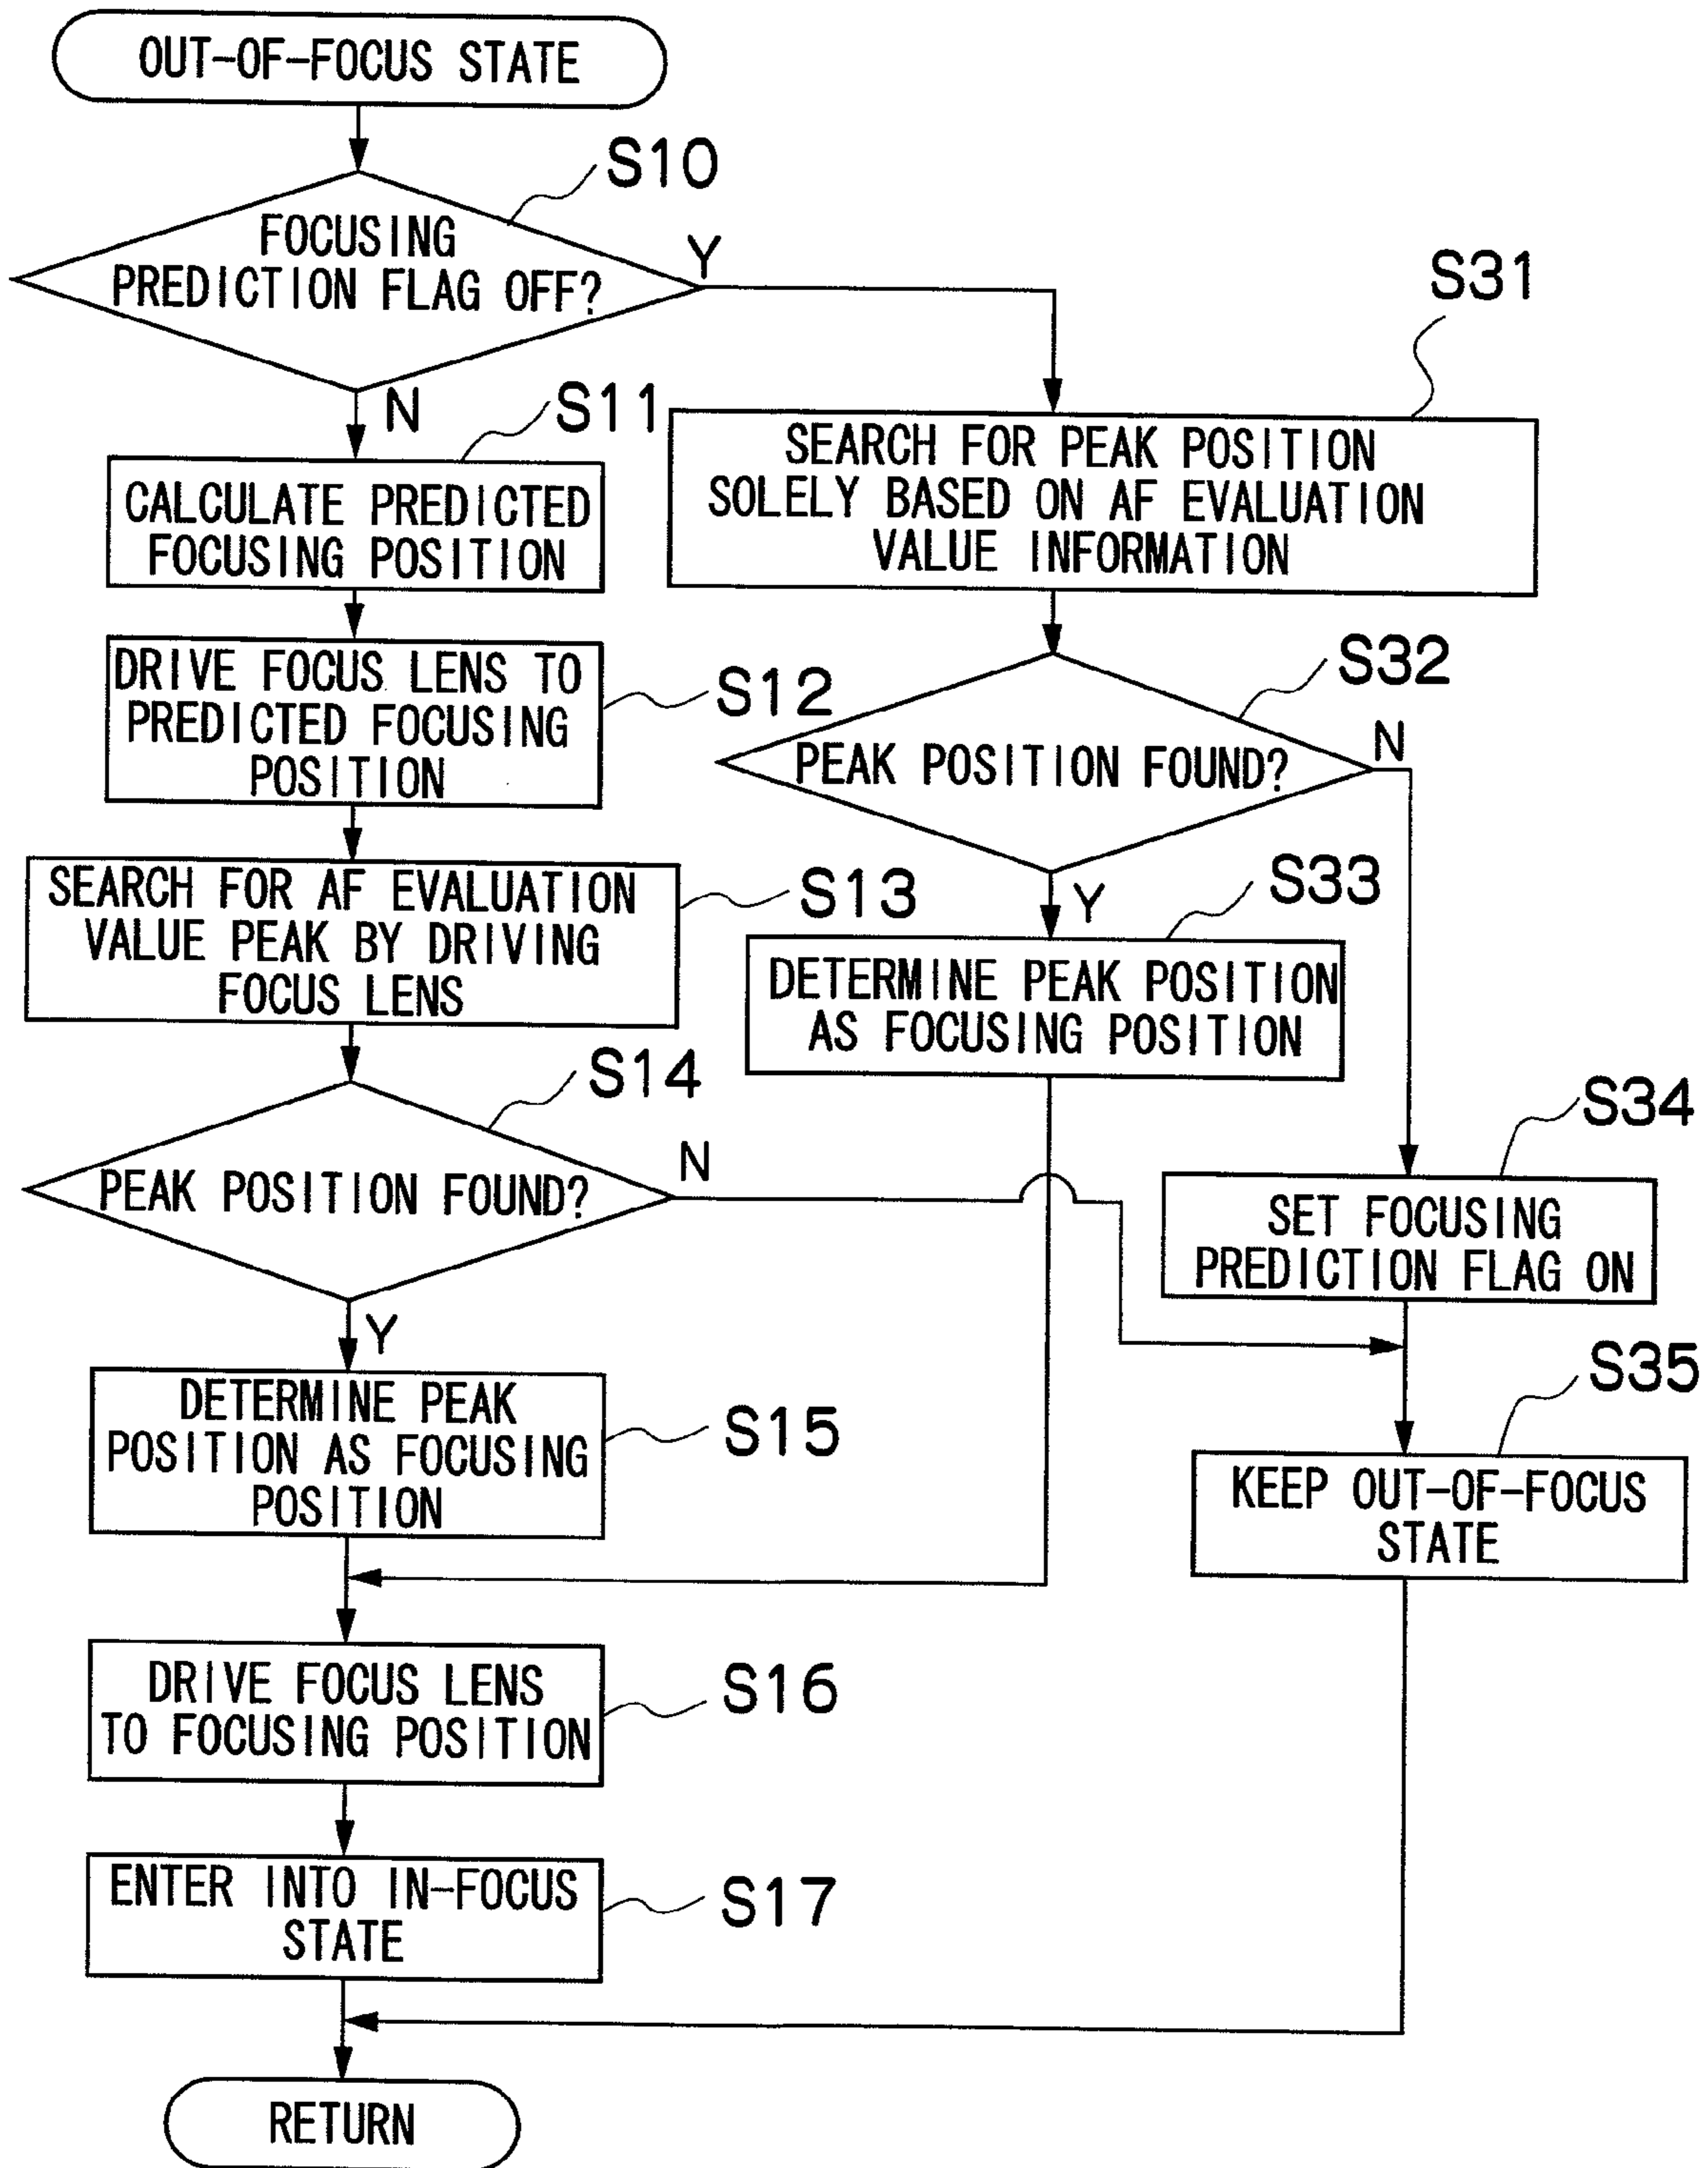 OUT-OF-FOCUS STATE
S10
FOCUSING
PREDICTION FLAG OFF?
Y
N
S11
CALCULATE PREDICTED
FOCUSING POSITION
DRIVE FOCUS LENS TO
PREDICTED FOCUSING
POSITION
S12
SEARCH FOR AF EVALUATION
VALUE PEAK BY DRIVING
FOCUS LENS
S13
S14
PEAK POSITION FOUND?
N
Y
DETERMINE PEAK
POSITION AS FOCUSING
POSITION
S15
DRIVE FOCUS LENS
TO FOCUSING POSITION
S16
ENTER INTO IN-FOCUS
STATE
S17
RETURN
S31
SEARCH FOR PEAK POSITION
SOLELY BASED ON AF EVALUATION
VALUE INFORMATION
S32
PEAK POSITION FOUND?
N
Y
S33
DETERMINE PEAK POSITION
AS FOCUSING POSITION
S34
SET FOCUSING
PREDICTION FLAG ON
S35
KEEP OUT-OF-FOCUS
STATE